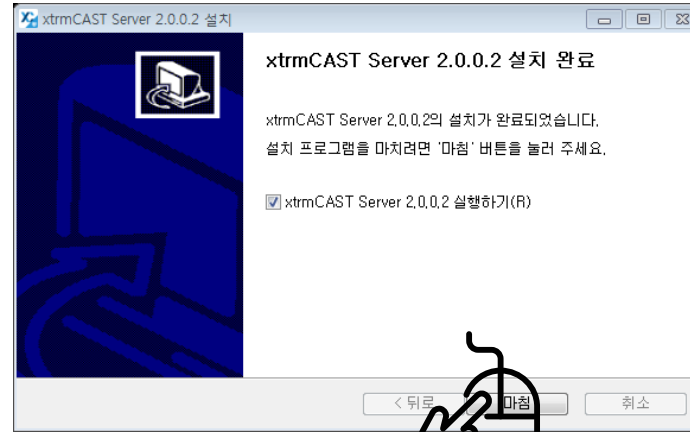 xtrmCAST Server 2.0.0.2 설치
xtrmCAST Server 2.0.0.2 설치 완료
xtrmCAST Server 2.0.0.2의 설치가 완료되었습니다.
설치 프로그램을 마치려면 '마침' 버튼을 눌러 주세요.
xtrmCAST Server 2.0.0.2 실행하기(R)
< 뒤로 마침 취소